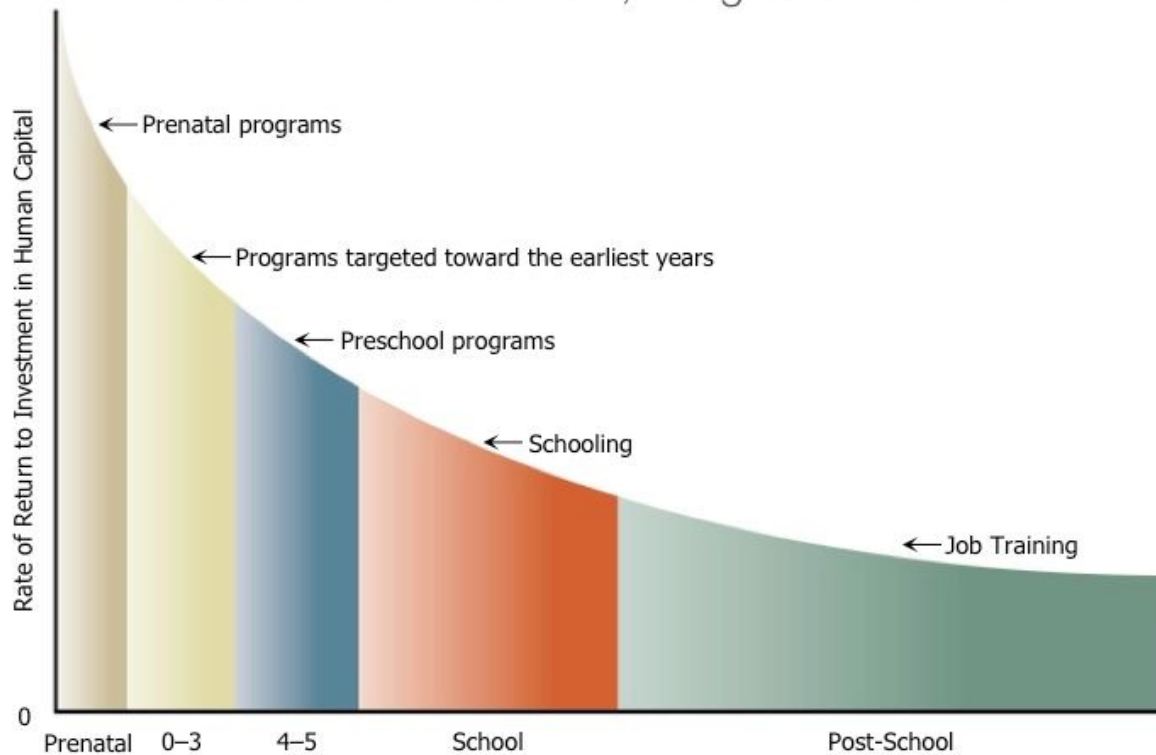 Prenatal programs
Programs targeted toward the earliest years
Preschool programs
Schooling
Job Training
Rate of Return to Investment in Human Capital
0
Prenatal 0–3 4–5 School Post-School